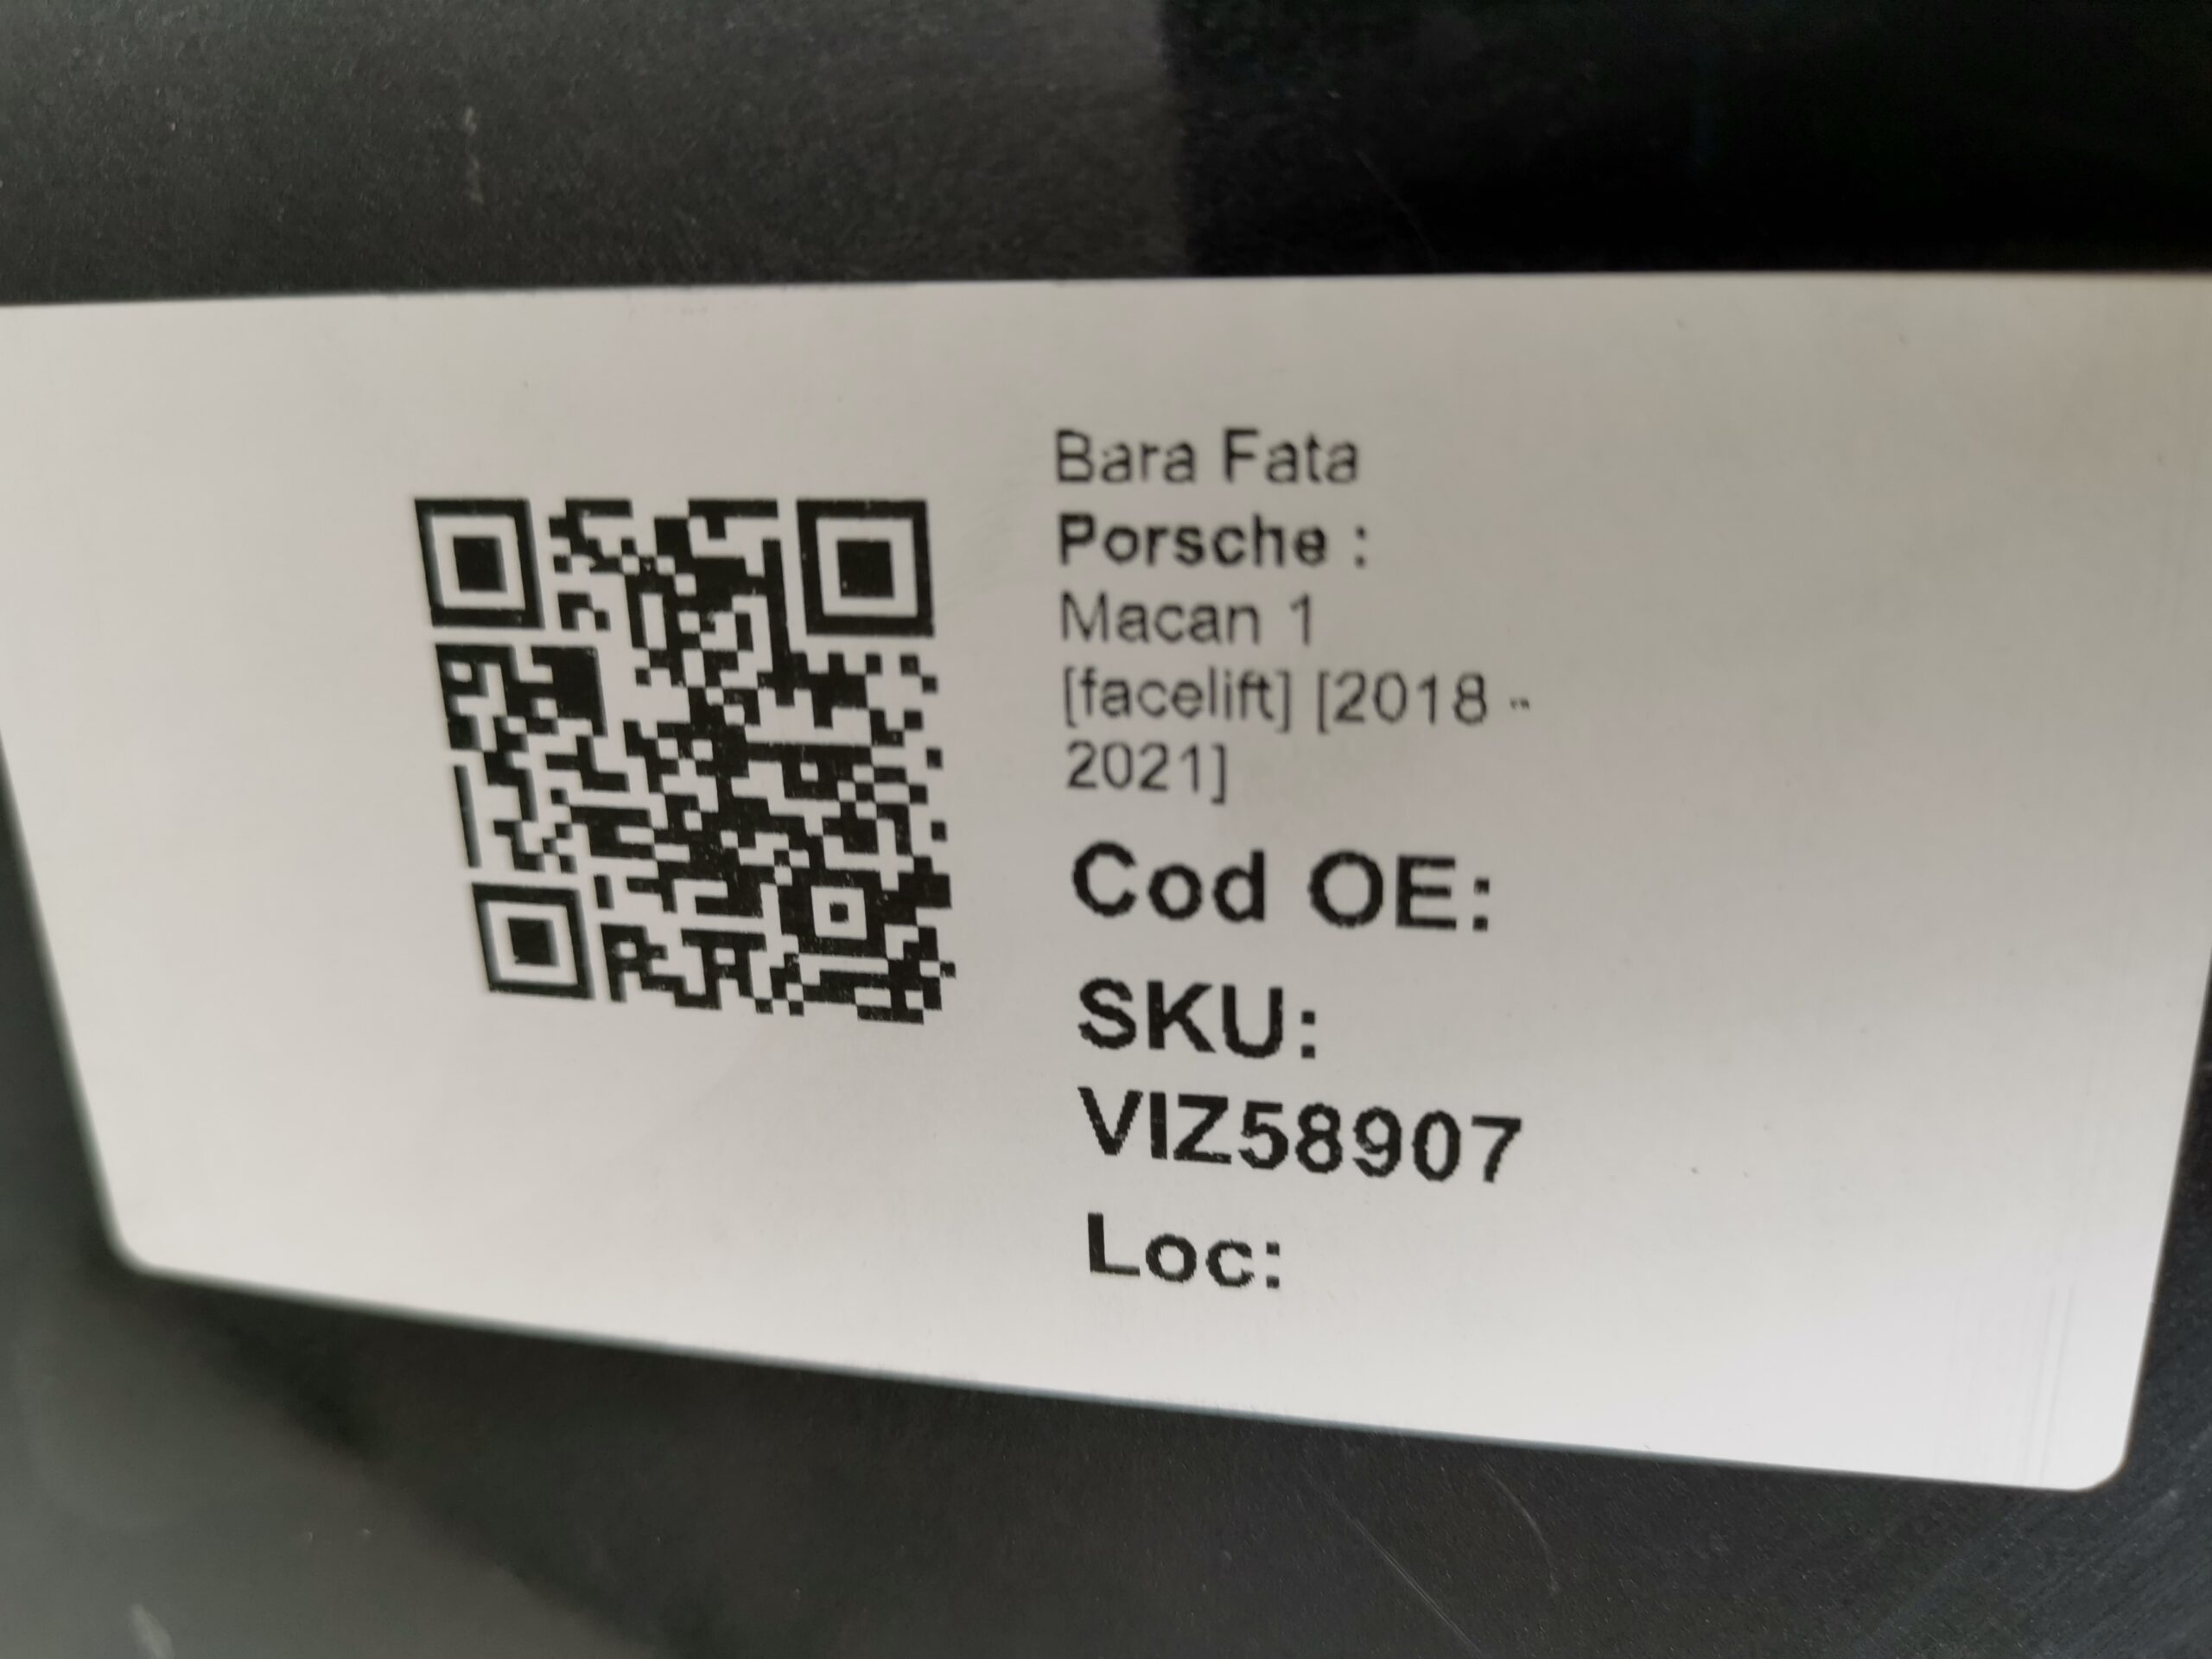 Bara Fata
Porsche :
Macan 1
[facelift] [2018 -
2021]
Cod OE:
SKU:
VIZ58907
Loc: